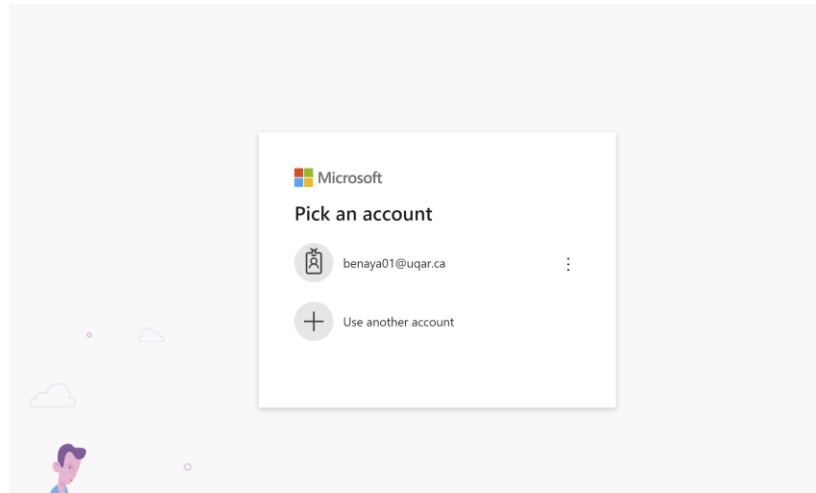 Microsoft
Pick an account
benaya01@uqar.ca
Use another account